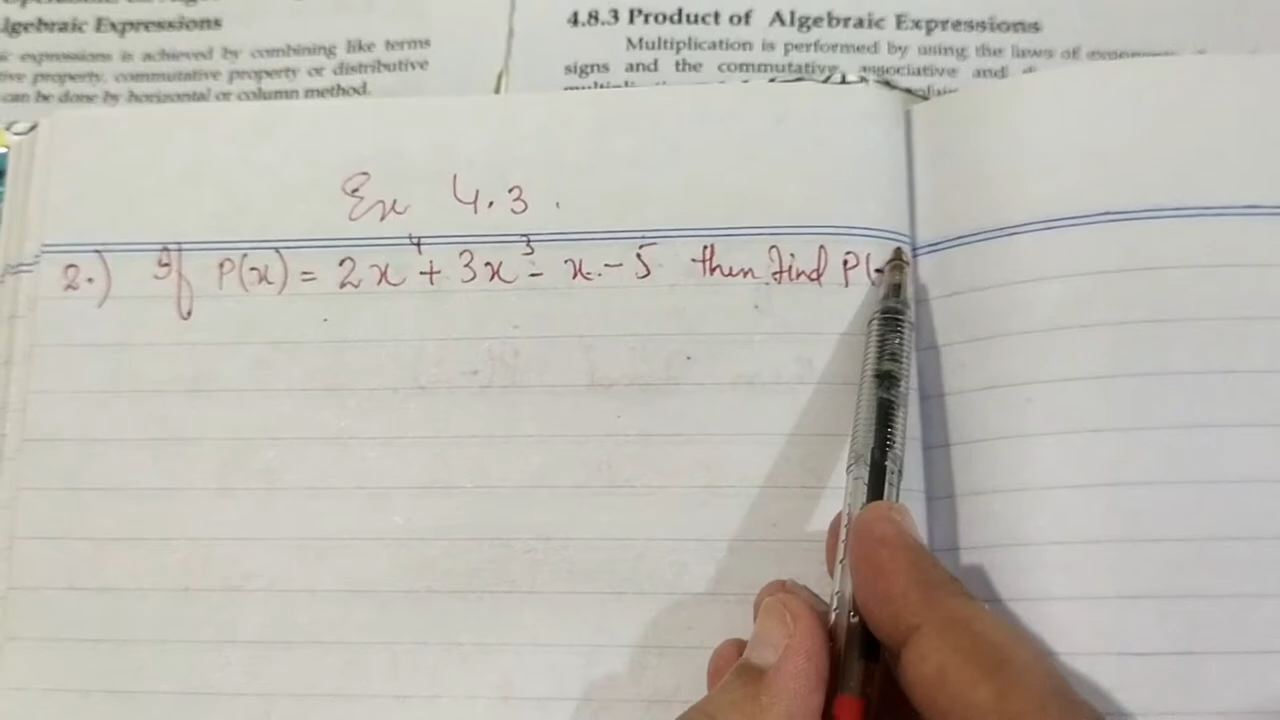 lgebraic Expressions
expressions is achieved by combining like terms
ive property, commutative property or distributive
can be done by horizontal or column method.
4.8.3 Product of Algebraic Expressions
Multiplication is performed by using the laws of
signs and the commutative, associative and
Ex 4.3.
2.) If P(x) = 2x⁴ + 3x³ - x - 5 then find P(-